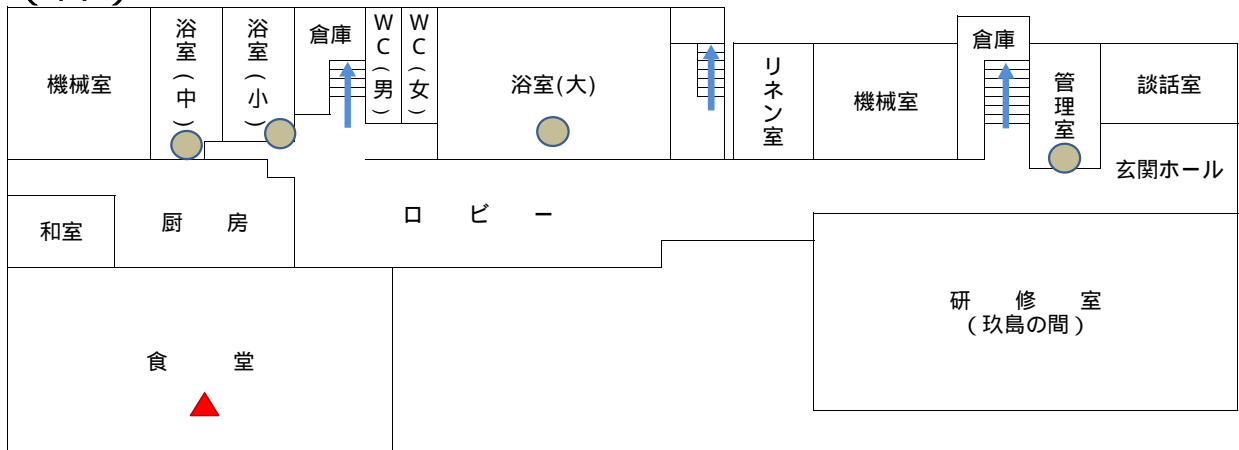 機械室
浴室(中)
浴室(小)
倉庫
WC(男)
WC(女)
浴室(大)
リネン室
機械室
倉庫
管理室
談話室
玄関ホール
和室
厨 房
ロ ビ ー
研 修 室
(玖島の間)
食 堂